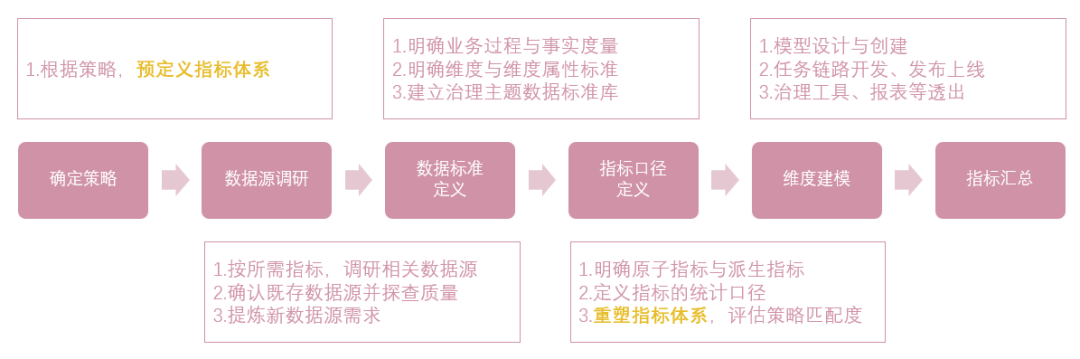 1.根据策略，预定义指标体系
1.明确业务过程与事实度量
2.明确维度与维度属性标准
3.建立治理主题数据标准库
1.模型设计与创建
2.任务链路开发、发布上线
3.治理工具、报表等透出
确定策略
数据源调研
数据标准
定义
指标口径
定义
维度建模
指标汇总
1.按所需指标，调研相关数据源
2.确认既存数据源并探查质量
3.提炼新数据源需求
1.明确原子指标与派生指标
2.定义指标的统计口径
3.重塑指标体系，评估策略匹配度